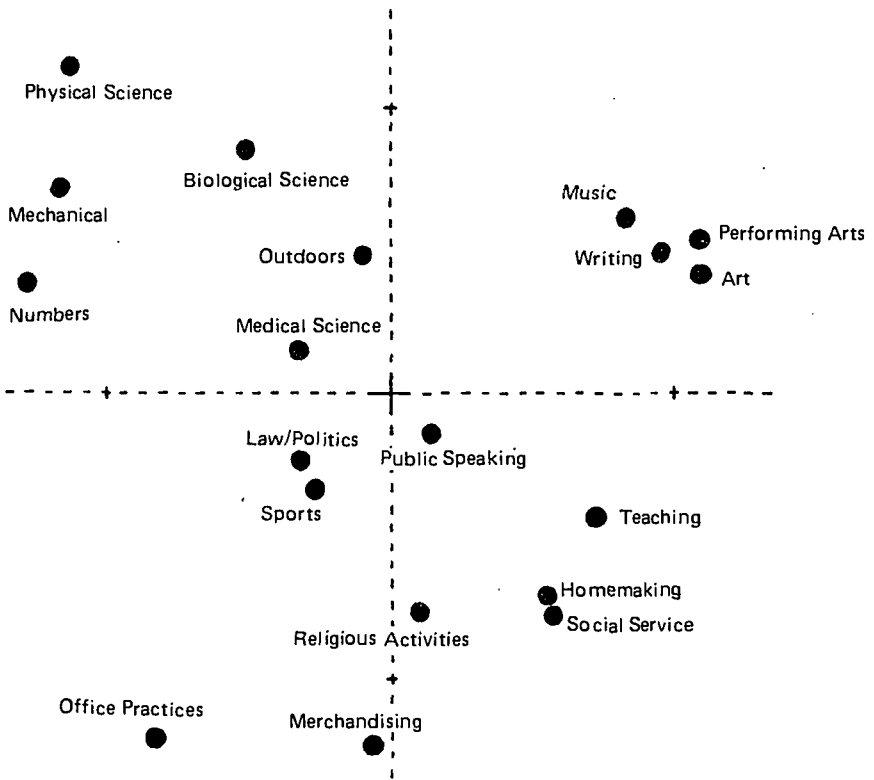 Physical Science
Biological Science
Music
Mechanical
Performing Arts
Outdoors
Writing
Art
Numbers
Medical Science
Law/Politics
Public Speaking
Sports
Teaching
Homemaking
Social Service
Religious Activities
Office Practices
Merchandising